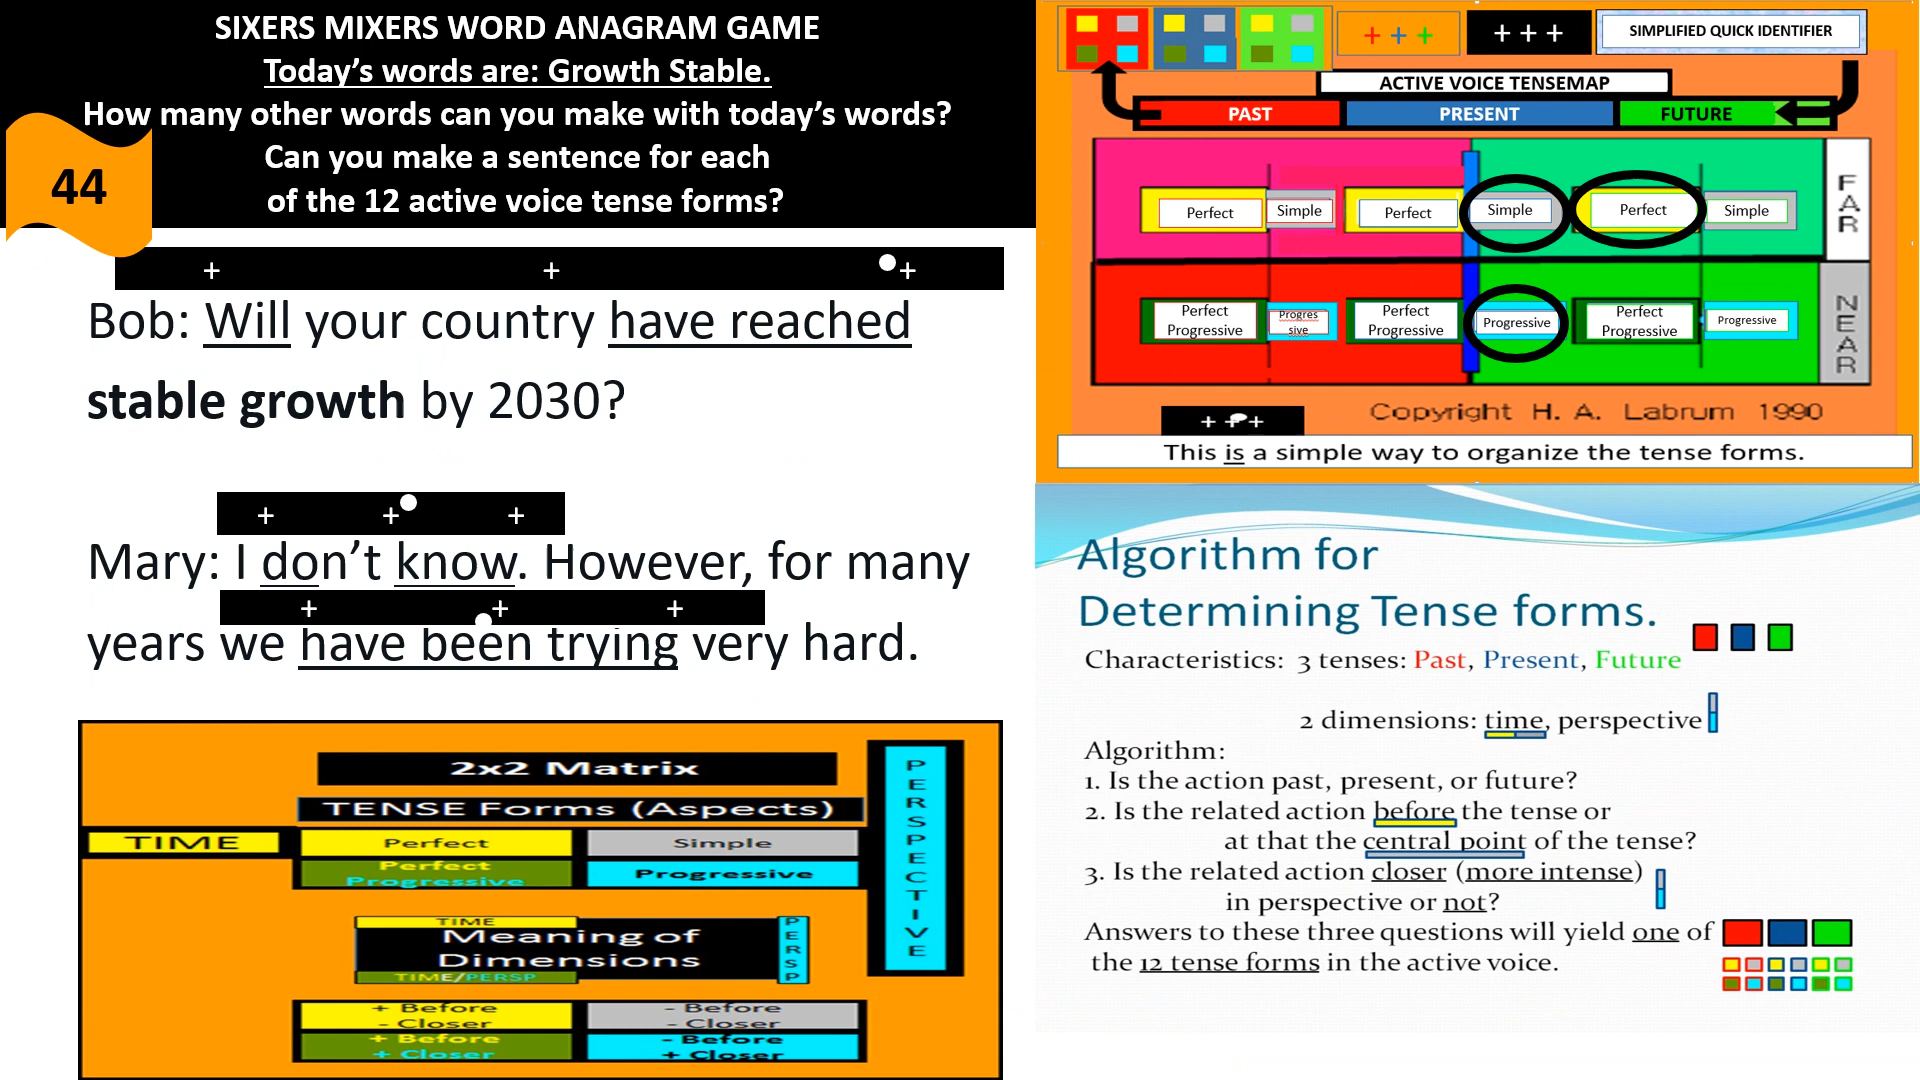 SIXERS MIXERS WORD ANAGRAM GAME
Today's words are: Growth Stable.
How many other words can you make with today's words?
Can you make a sentence for each
of the 12 active voice tense forms?
44
+ + +
Bob: Will your country have reached
stable growth by 2030?
+ + +
Mary: I don't know. However, for many
+ + +
years we have been trying very hard.
2x2 Matrix
TENSE Forms (Aspects)
TIME
Perfect Simple
Perfect Progressive
Progressive
PERSPECTIVE
TIME
Meaning of
Dimensions
TIME/PERSP
PERSP
+ Before - Before
- Closer - Closer
+ Before - Before
+ Closer + Closer
+ + + + + + SIMPLIFIED QUICK IDENTIFIER
ACTIVE VOICE TENSEMAP
PAST PRESENT FUTURE
Perfect Simple Perfect Simple Perfect Simple
FAR
Perfect Progressive Progres sive Perfect Progressive Progressive Perfect Progressive Progressive
NEAR
+ + +
Copyright H. A. Labrum 1990
This is a simple way to organize the tense forms.
Algorithm for
Determining Tense forms.
Characteristics: 3 tenses: Past, Present, Future
2 dimensions: time, perspective
Algorithm:
1. Is the action past, present, or future?
2. Is the related action before the tense or
at that the central point of the tense?
3. Is the related action closer (more intense)
in perspective or not?
Answers to these three questions will yield one of
the 12 tense forms in the active voice.